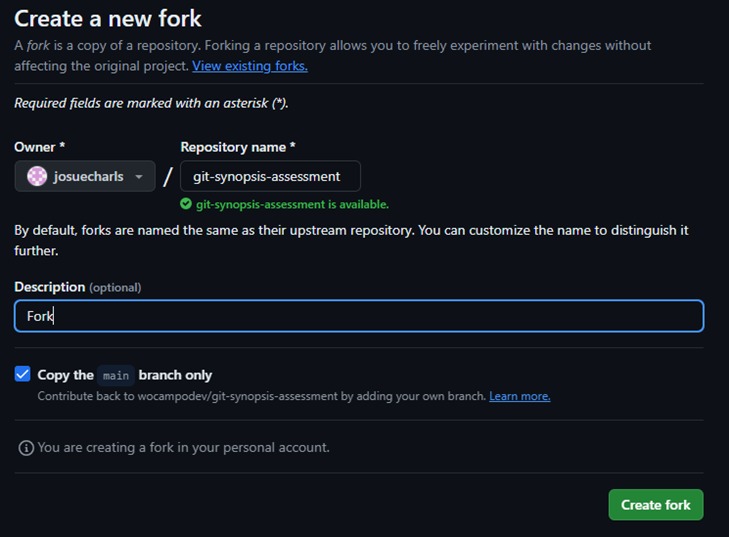 Create a new fork
A fork is a copy of a repository. Forking a repository allows you to freely experiment with changes without
affecting the original project. View existing forks.
Required fields are marked with an asterisk (*).
Owner * Repository name *
josuecharls / git-synopsis-assessment
git-synopsis-assessment is available.
By default, forks are named the same as their upstream repository. You can customize the name to distinguish it
further.
Description (optional)
Fork
Copy the main branch only
Contribute back to wocampodev/git-synopsis-assessment by adding your own branch. Learn more.
You are creating a fork in your personal account.
Create fork